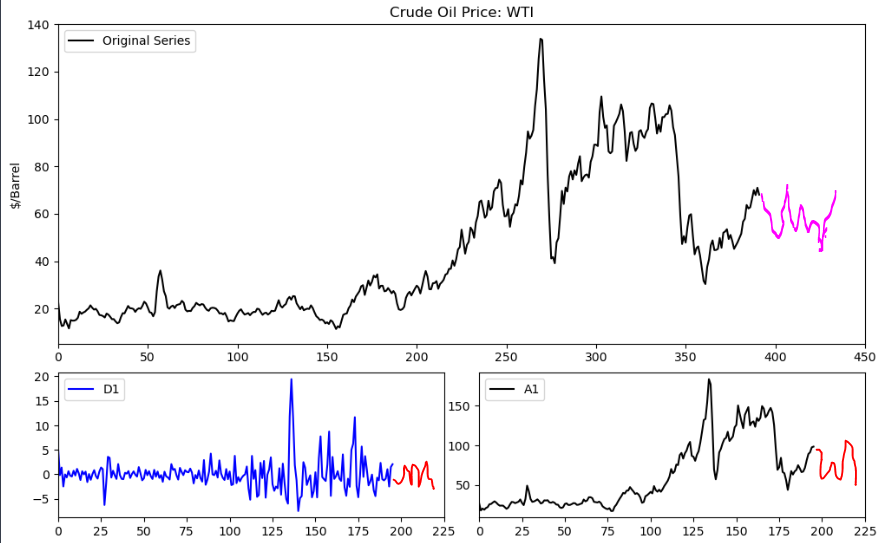 Crude Oil Price: WTI
140
Original Series
120
100
80
60
40
20
$/Barrel
0 50 100 150 200 250 300 350 400 450
20
15
10
5
0
−5
D1
0 25 50 75 100 125 150 175 200 225
150
100
50
A1
0 25 50 75 100 125 150 175 200 225